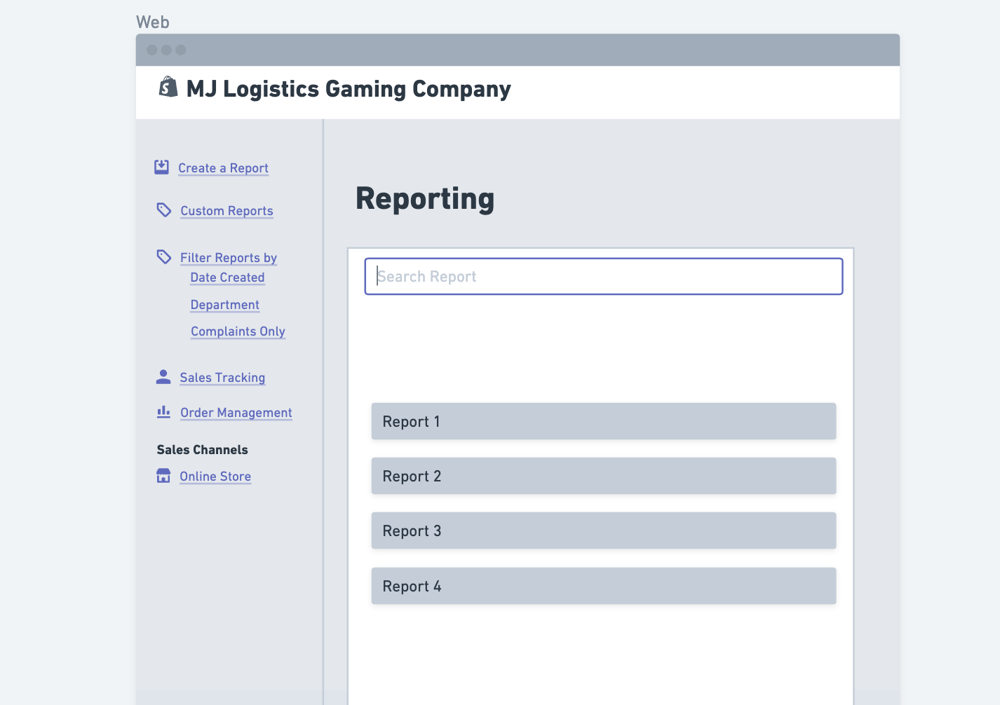 Web
MJ Logistics Gaming Company
Create a Report
Custom Reports
Filter Reports by
Date Created
Department
Complaints Only
Sales Tracking
Order Management
Sales Channels
Online Store
Reporting
Search Report
Report 1
Report 2
Report 3
Report 4